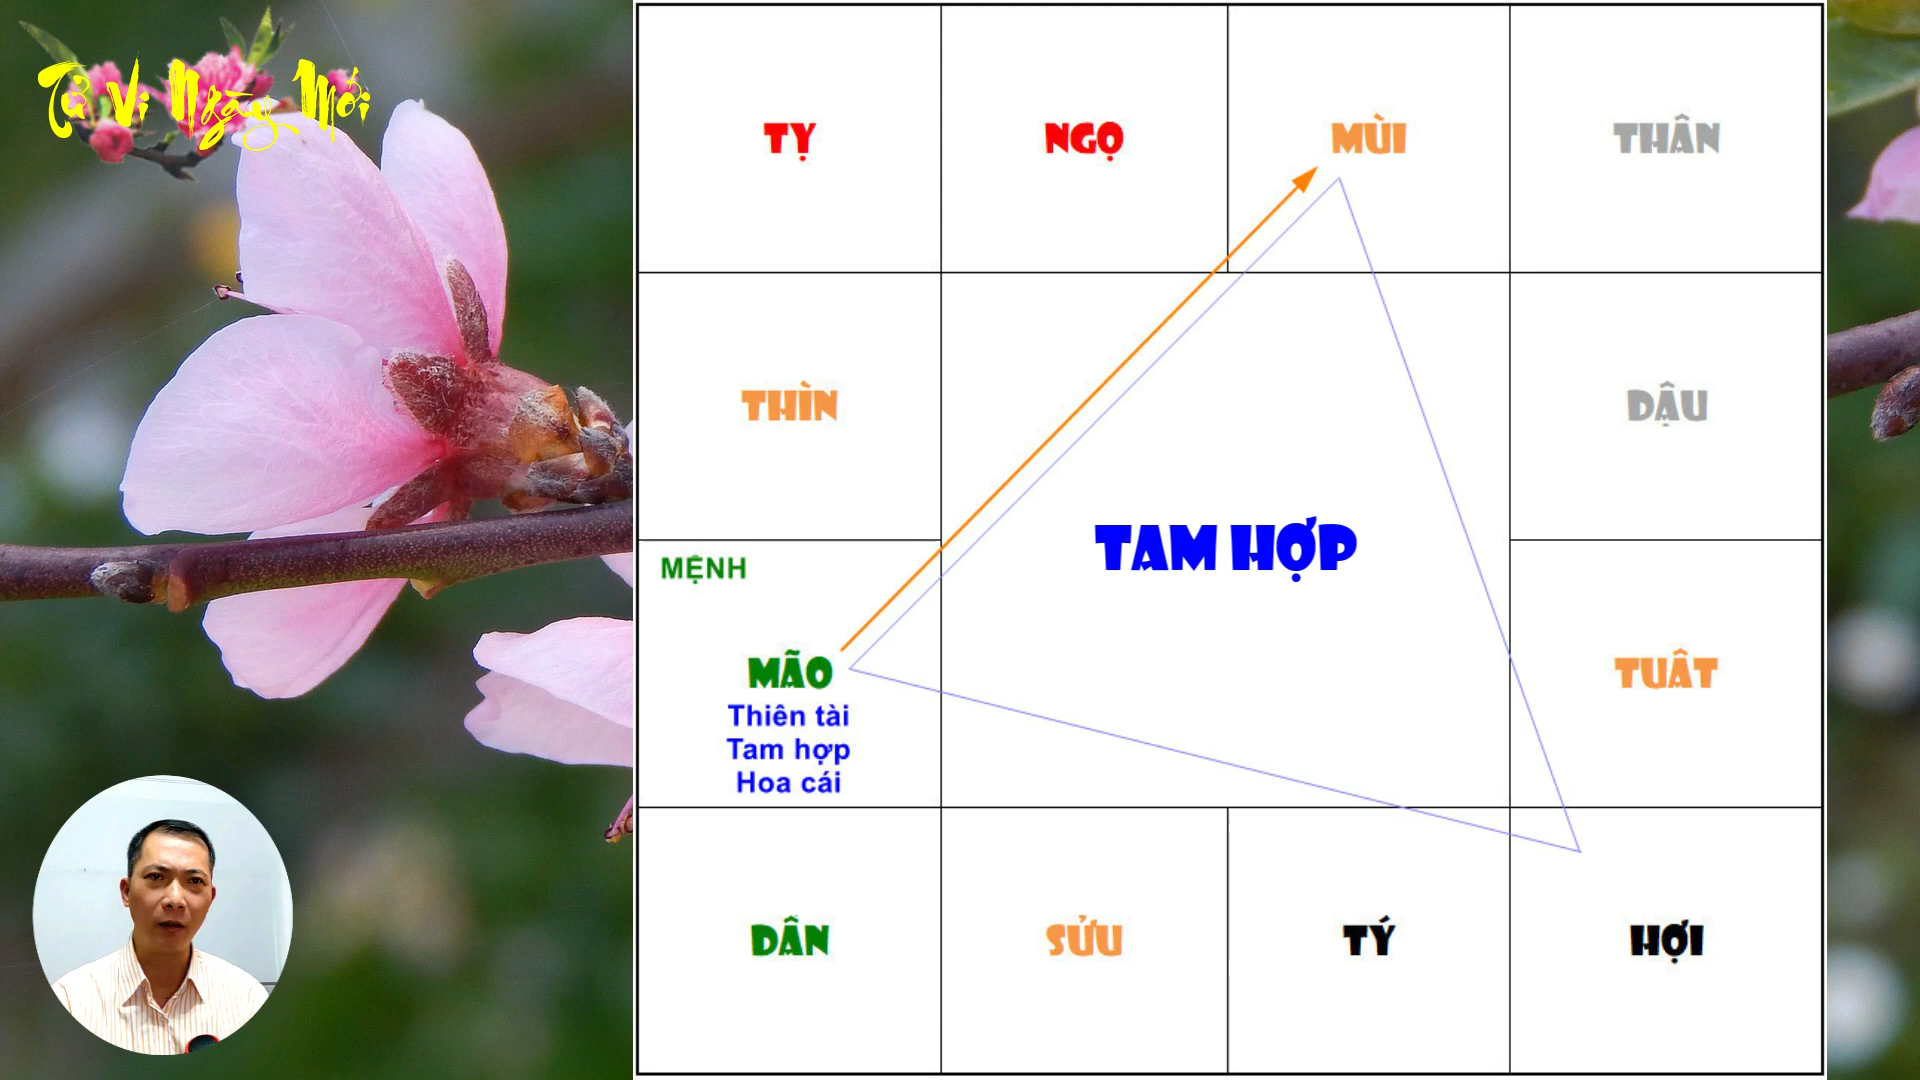 Tử Vi Ngày Mới
TỴ
NGỌ
MÙI
THÂN
THÌN
DẬU
TAM HỢP
MỆNH
MÃO
Thiên tài
Tam hợp
Hoa cái
TUẤT
DẦN
SỬU
TÝ
HỢI